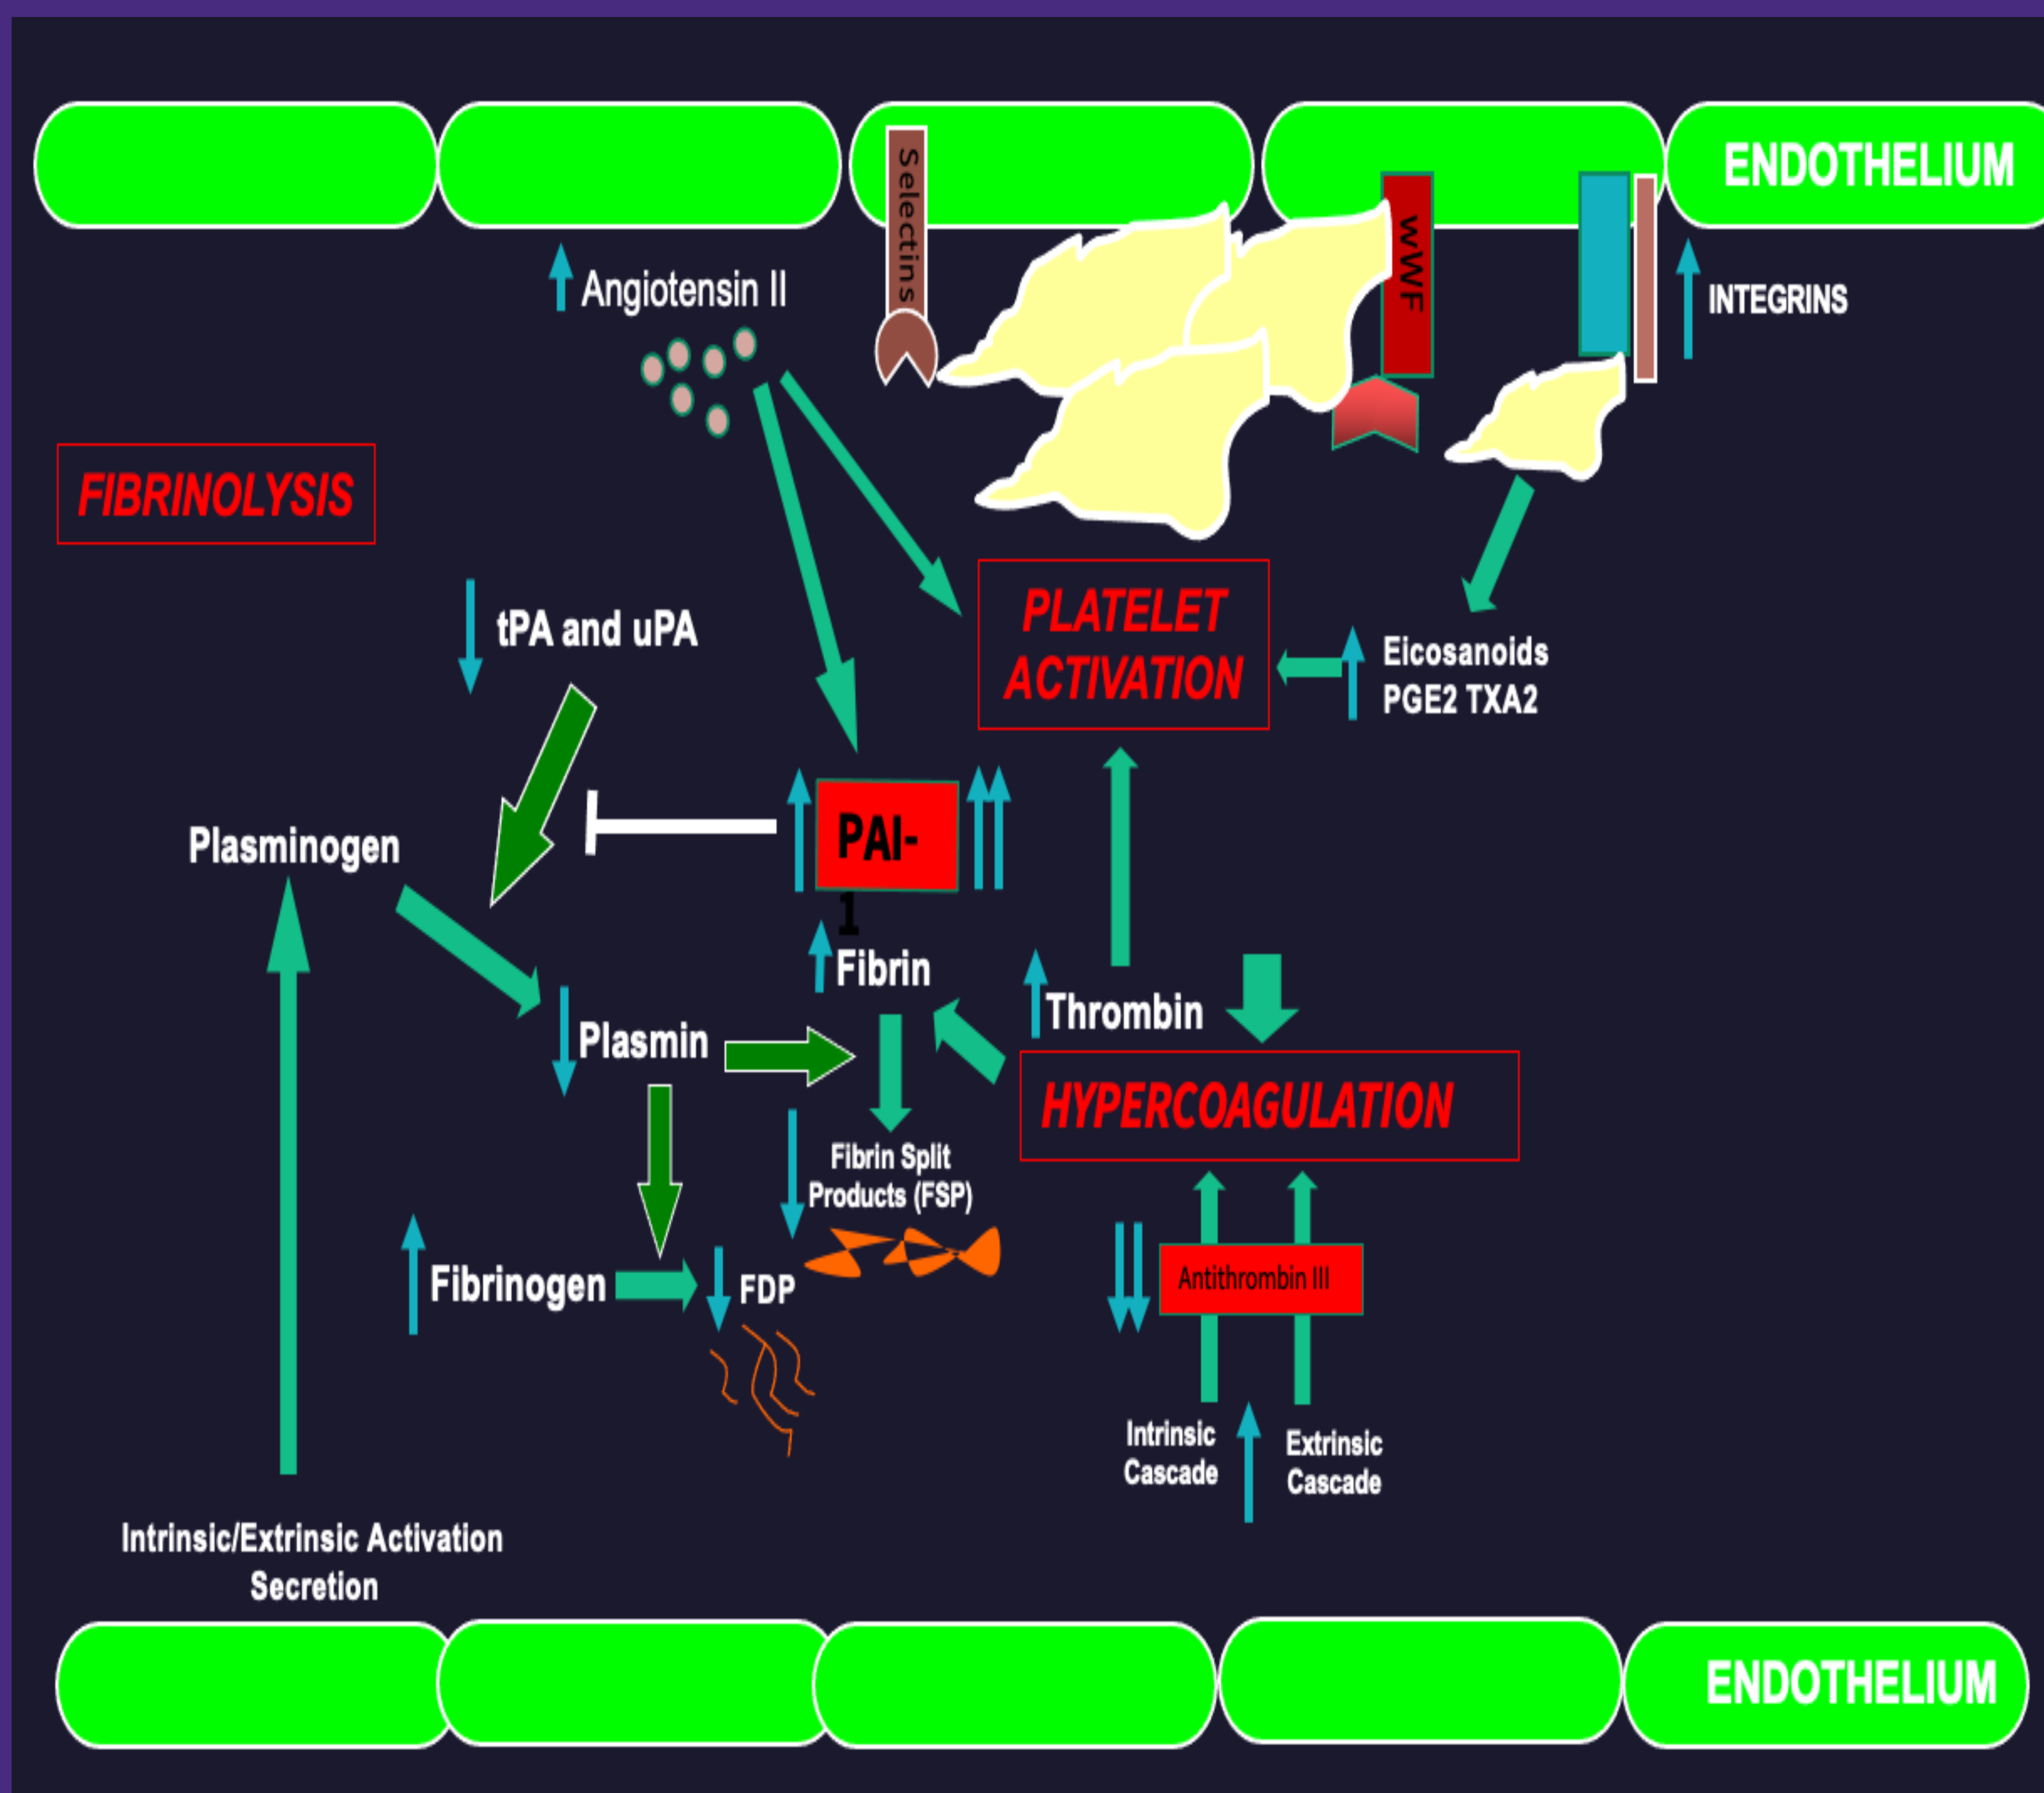 ENDOTHELIUM
Selectins
wWF
Angiotensin II
INTEGRINS
FIBRINOLYSIS
PLATELET
ACTIVATION
tPA and uPA
Eicosanoids
PGE2 TXA2
PAI-
1
Plasminogen
Fibrin
Thrombin
Plasmin
HYPERCOAGULATION
Fibrin Split
Products (FSP)
Fibrinogen
FDP
Antithrombin III
Intrinsic
Cascade
Extrinsic
Cascade
Intrinsic/Extrinsic Activation
Secretion
ENDOTHELIUM